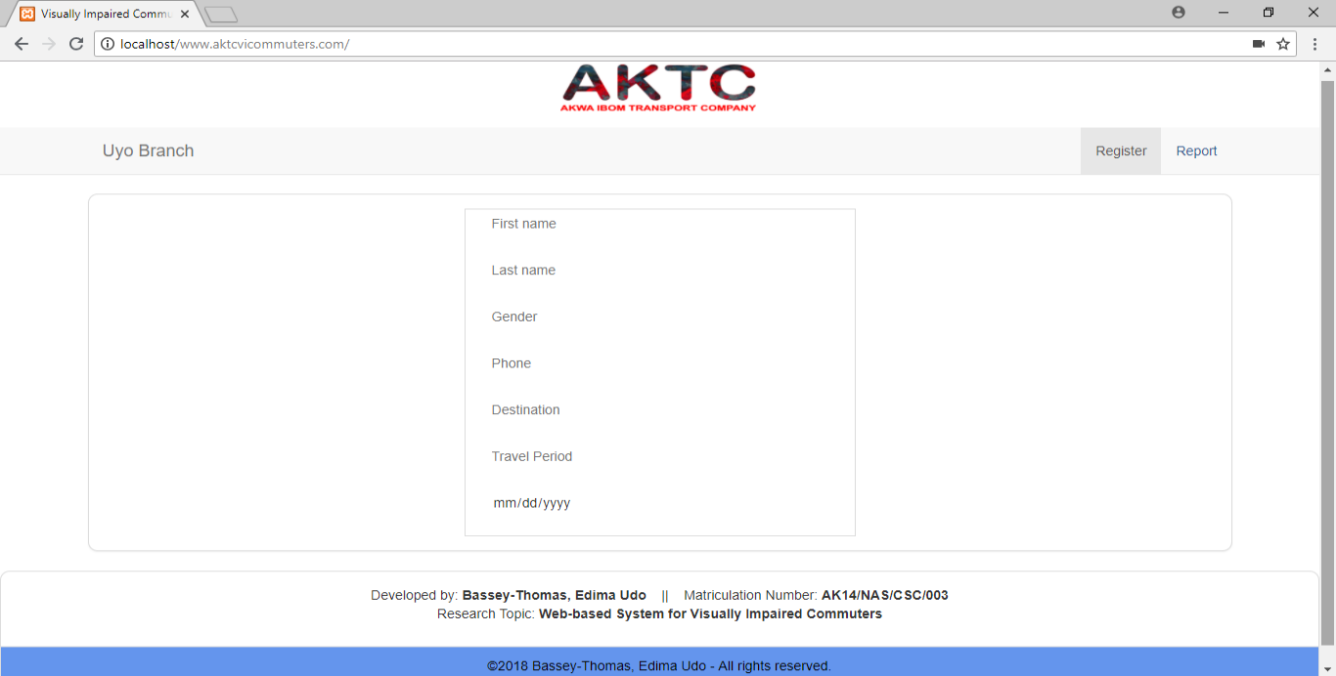 Visually Impaired Comm
localhost/www.aktcvicommuters.com/
AKTC
AKWA IBOM TRANSPORT COMPANY
Uyo Branch Register Report
First name
Last name
Gender
Phone
Destination
Travel Period
mm/dd/yyyy
Developed by: Bassey-Thomas, Edima Udo || Matriculation Number: AK14/NAS/CSC/003
Research Topic: Web-based System for Visually Impaired Commuters
©2018 Bassey-Thomas, Edima Udo - All rights reserved.